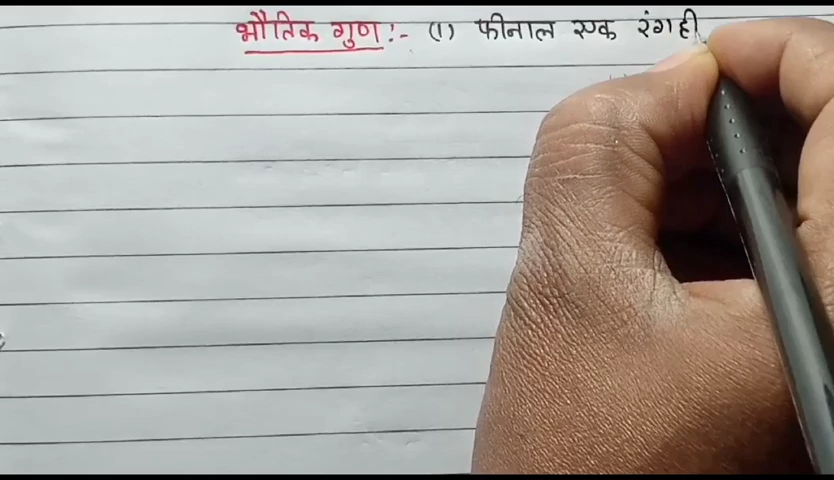 भौतिक गुण :- (1) फीनाल एक रंगही